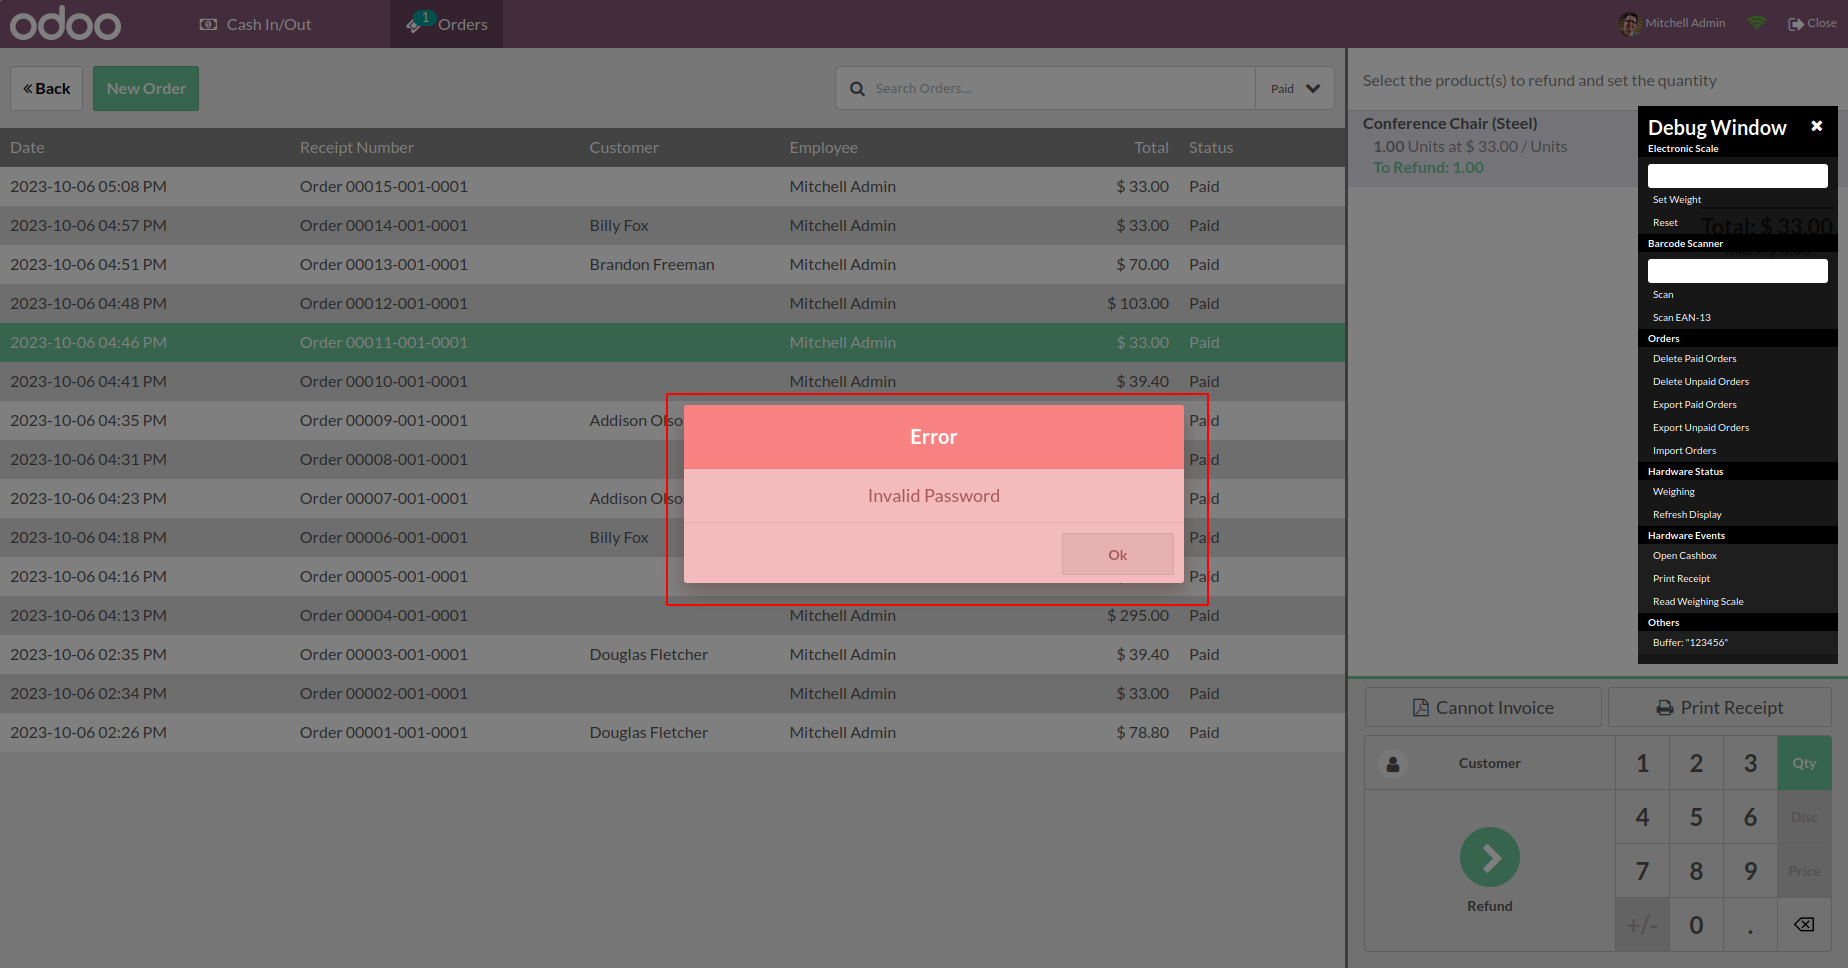 odoo
Cash In/Out
1
Orders
Mitchell Admin
Close
Back
New Order
Search Orders...
Paid
Date Receipt Number Customer Employee Total Status
2023-10-06 05:08 PM Order 00015-001-0001 Mitchell Admin $ 33.00 Paid
2023-10-06 04:57 PM Order 00014-001-0001 Billy Fox Mitchell Admin $ 33.00 Paid
2023-10-06 04:51 PM Order 00013-001-0001 Brandon Freeman Mitchell Admin $ 70.00 Paid
2023-10-06 04:48 PM Order 00012-001-0001 Mitchell Admin $ 103.00 Paid
2023-10-06 04:46 PM Order 00011-001-0001 Mitchell Admin $ 33.00 Paid
2023-10-06 04:41 PM Order 00010-001-0001 Mitchell Admin $ 39.40 Paid
2023-10-06 04:35 PM Order 00009-001-0001 Addison Olso Paid
2023-10-06 04:31 PM Order 00008-001-0001 Paid
2023-10-06 04:23 PM Order 00007-001-0001 Addison Olso Paid
2023-10-06 04:18 PM Order 00006-001-0001 Billy Fox Paid
2023-10-06 04:16 PM Order 00005-001-0001 Paid
2023-10-06 04:13 PM Order 00004-001-0001 Mitchell Admin $ 295.00 Paid
2023-10-06 02:35 PM Order 00003-001-0001 Douglas Fletcher Mitchell Admin $ 39.40 Paid
2023-10-06 02:34 PM Order 00002-001-0001 Mitchell Admin $ 33.00 Paid
2023-10-06 02:26 PM Order 00001-001-0001 Douglas Fletcher Mitchell Admin $ 78.80 Paid
Error
Invalid Password
Ok
Select the product(s) to refund and set the quantity
Conference Chair (Steel)
1.00 Units at $ 33.00 / Units
To Refund: 1.00
Total: $ 33.00
Debug Window
Electronic Scale
Set Weight
Reset
Barcode Scanner
Scan
Scan EAN-13
Orders
Delete Paid Orders
Delete Unpaid Orders
Export Paid Orders
Export Unpaid Orders
Import Orders
Hardware Status
Weighing
Refresh Display
Hardware Events
Open Cashbox
Print Receipt
Read Weighing Scale
Others
Buffer: "123456"
Cannot Invoice
Print Receipt
Customer
1 2 3 Qty
4 5 6 Disc
7 8 9 Price
Refund
+/- 0 .